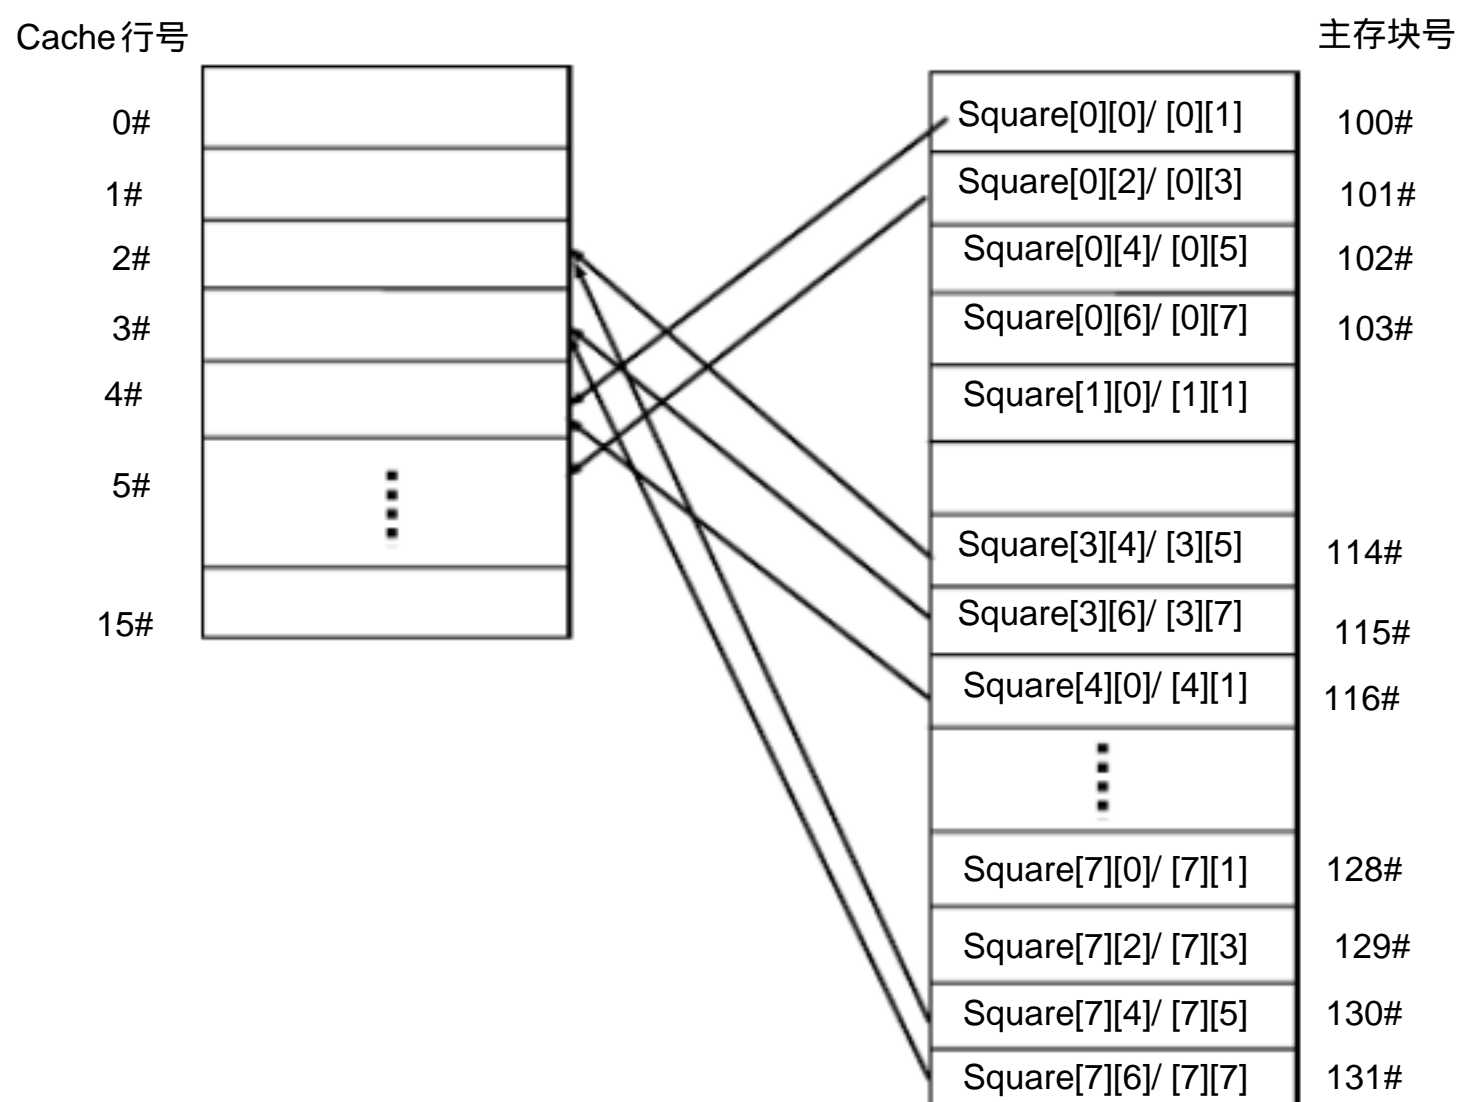 Cache行号
主存块号
0#
Square[0][0]/ [0][1]
100#
1#
Square[0][2]/ [0][3]
101#
2#
Square[0][4]/ [0][5]
102#
3#
Square[0][6]/ [0][7]
103#
4#
Square[1][0]/ [1][1]
5#
Square[3][4]/ [3][5]
114#
15#
Square[3][6]/ [3][7]
115#
Square[4][0]/ [4][1]
116#
Square[7][0]/ [7][1]
128#
Square[7][2]/ [7][3]
129#
Square[7][4]/ [7][5]
130#
Square[7][6]/ [7][7]
131#